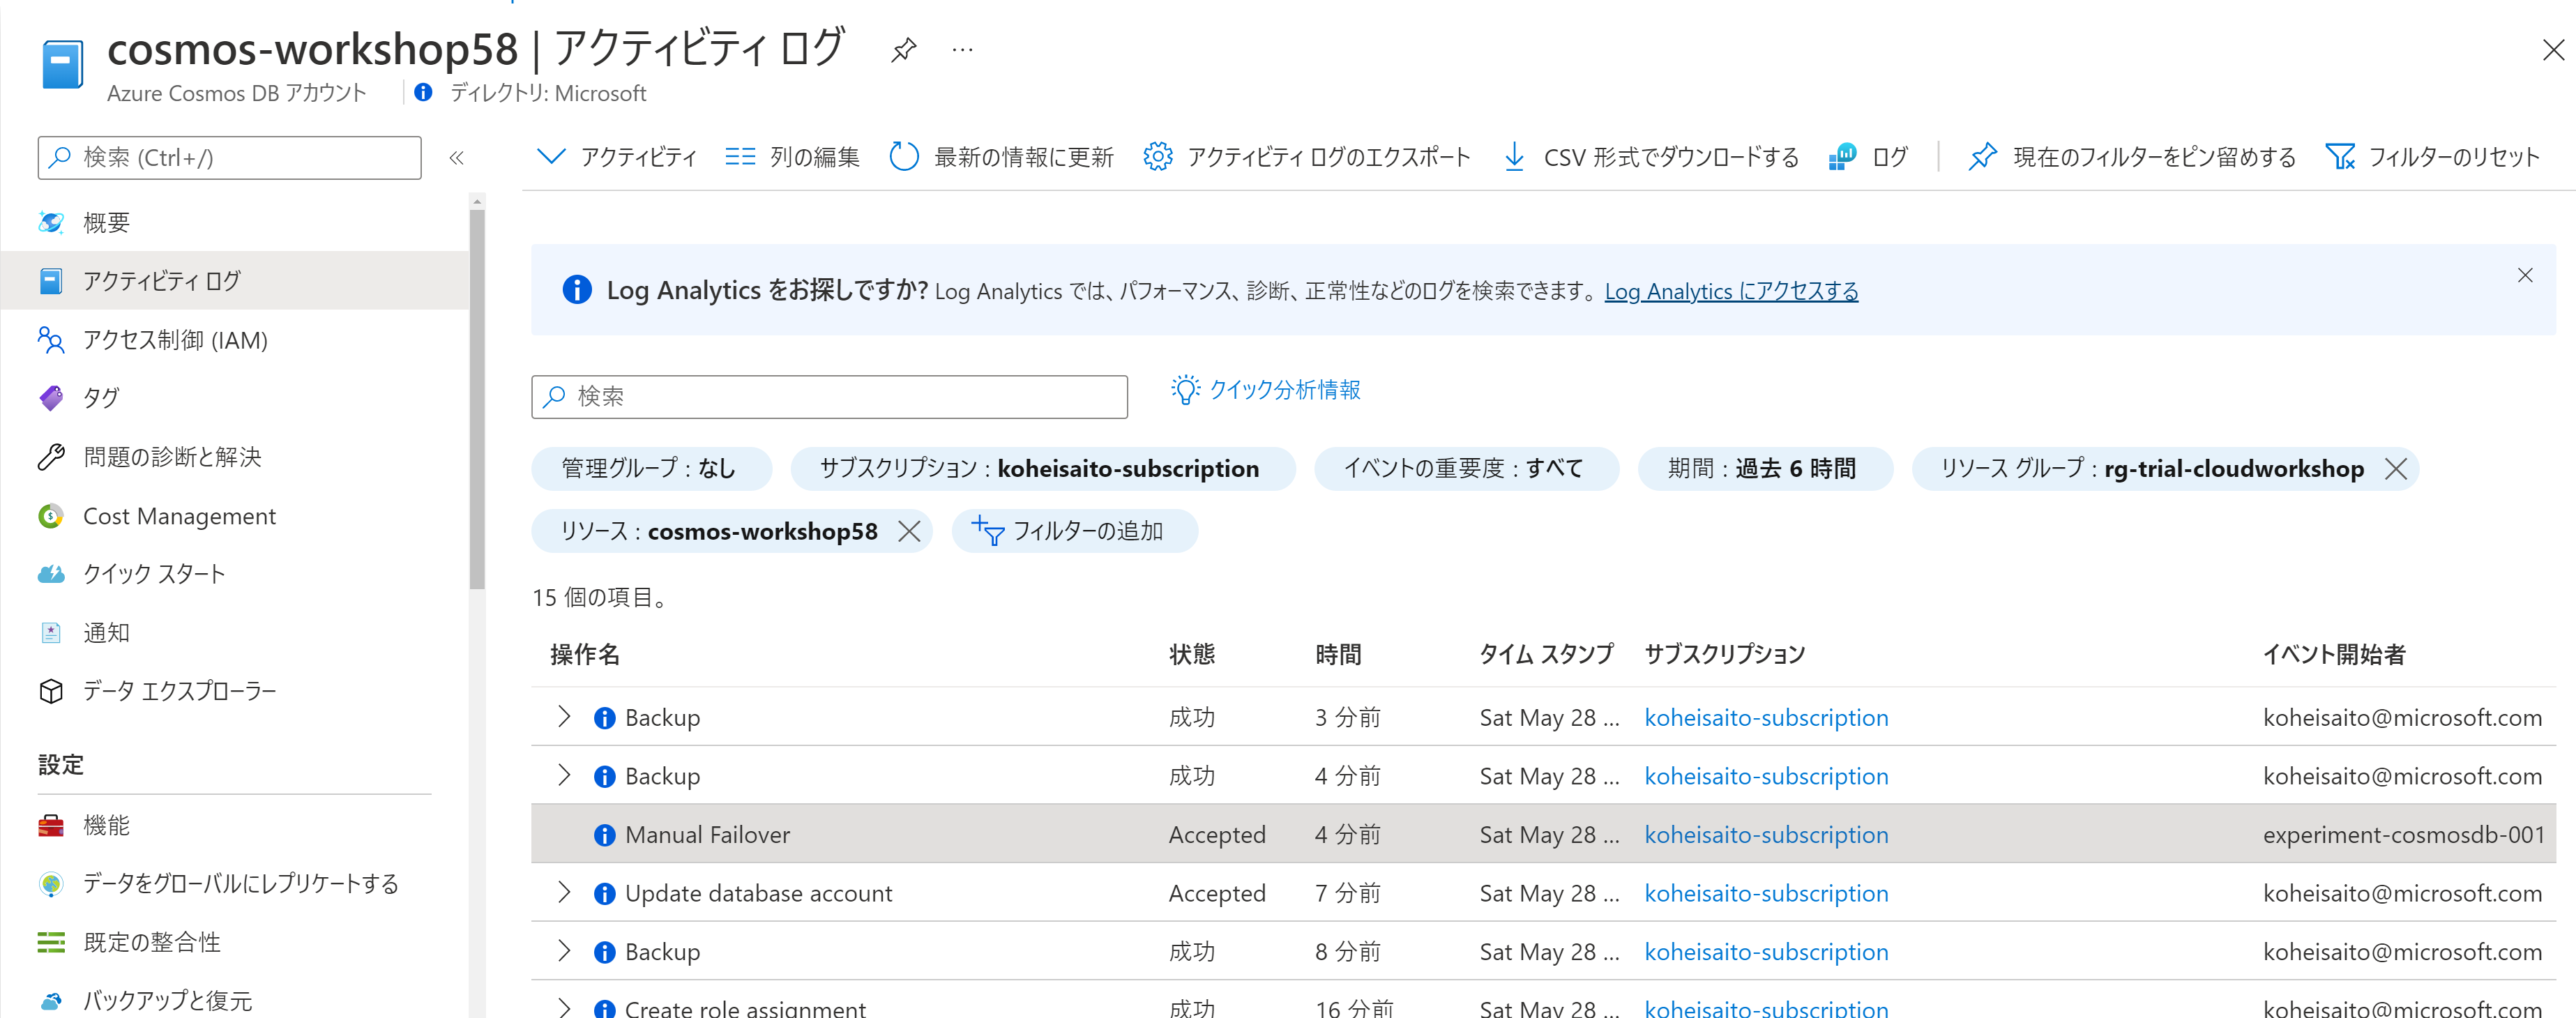 cosmos-workshop58 | アクティビティ ログ ...
Azure Cosmos DB アカウント ディレクトリ: Microsoft
検索 (Ctrl+/)
«
アクティビティ 列の編集 最新の情報に更新 アクティビティ ログのエクスポート CSV 形式でダウンロードする ログ 現在のフィルターをピン留めする フィルターのリセット
概要
アクティビティ ログ
アクセス制御 (IAM)
タグ
問題の診断と解決
Cost Management
クイック スタート
通知
データ エクスプローラー
設定
機能
データをグローバルにレプリケートする
既定の整合性
バックアップと復元
Log Analytics をお探しですか? Log Analytics では、パフォーマンス、診断、正常性などのログを検索できます。 Log Analytics にアクセスする
検索
クイック分析情報
管理グループ : なし サブスクリプション : koheisaito-subscription イベントの重要度 : すべて 期間 : 過去 6 時間 リソース グループ : rg-trial-cloudworkshop
リソース : cosmos-workshop58 フィルターの追加
15 個の項目。
操作名 状態 時間 タイム スタンプ サブスクリプション イベント開始者
Backup 成功 3 分前 Sat May 28 ... koheisaito-subscription koheisaito@microsoft.com
Backup 成功 4 分前 Sat May 28 ... koheisaito-subscription koheisaito@microsoft.com
Manual Failover Accepted 4 分前 Sat May 28 ... koheisaito-subscription experiment-cosmosdb-001
Update database account Accepted 7 分前 Sat May 28 ... koheisaito-subscription koheisaito@microsoft.com
Backup 成功 8 分前 Sat May 28 ... koheisaito-subscription koheisaito@microsoft.com
Create role assignment 成功 16 分前 Sat May 28 ... koheisaito-subscription koheisaito@microsoft.com